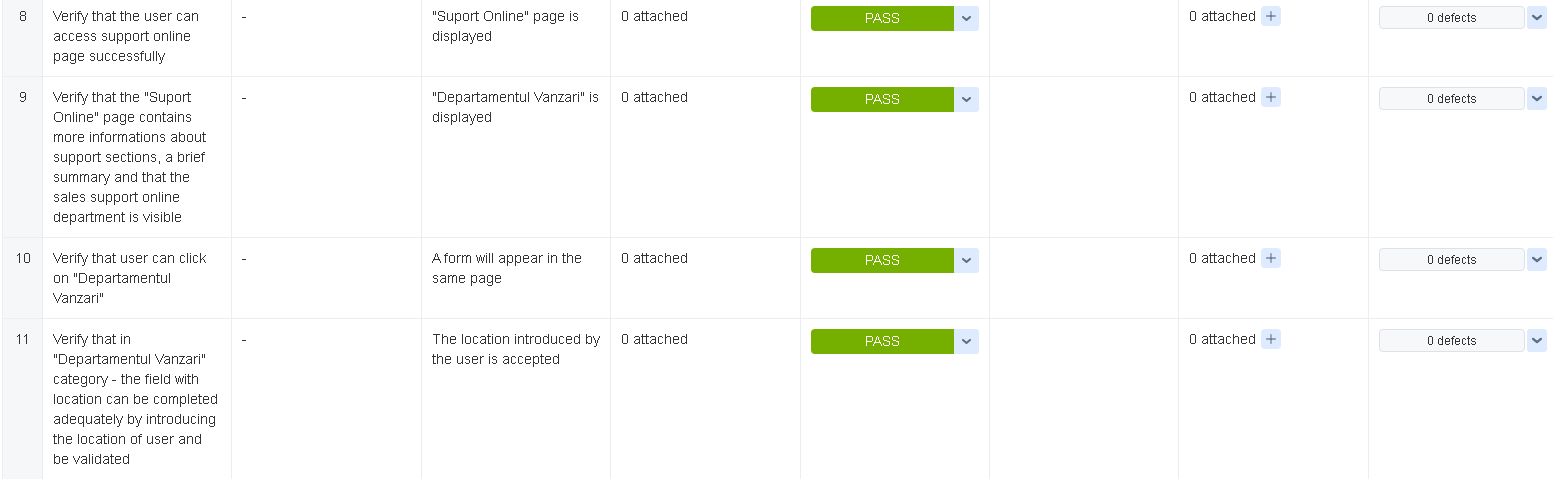 8 Verify that the user can - "Suport Online" page is 0 attached PASS 0 attached + 0 defects
access support online displayed
page successfully
9 Verify that the "Suport - "Departamentul Vanzari" is 0 attached PASS 0 attached + 0 defects
Online" page contains displayed
more informations about
support sections, a brief
summary and that the
sales support online
department is visible
10 Verify that user can click - A form will appear in the 0 attached PASS 0 attached + 0 defects
on "Departamentul same page
Vanzari"
11 Verify that in - The location introduced by 0 attached PASS 0 attached + 0 defects
"Departamentul Vanzari" the user is accepted
category - the field with
location can be completed
adequately by introducing
the location of user and
be validated